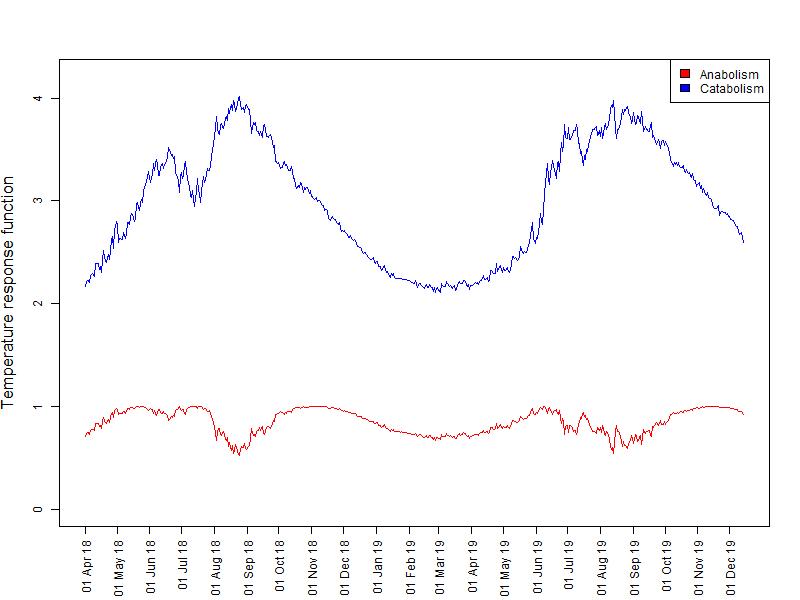 Anabolism
Catabolism
Temperature response function
4
3
2
1
0
01 Apr 18
01 May 18
01 Jun 18
01 Jul 18
01 Aug 18
01 Sep 18
01 Oct 18
01 Nov 18
01 Dec 18
01 Jan 19
01 Feb 19
01 Mar 19
01 Apr 19
01 May 19
01 Jun 19
01 Jul 19
01 Aug 19
01 Sep 19
01 Oct 19
01 Nov 19
01 Dec 19